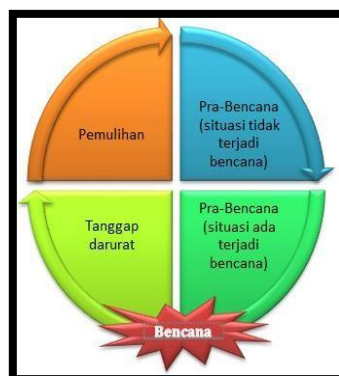 Pemulihan
Pra-Bencana
(situasi tidak
terjadi
bencana)
Tanggap
darurat
Pra-Bencana
(situasi ada
terjadi
bencana)
Bencana